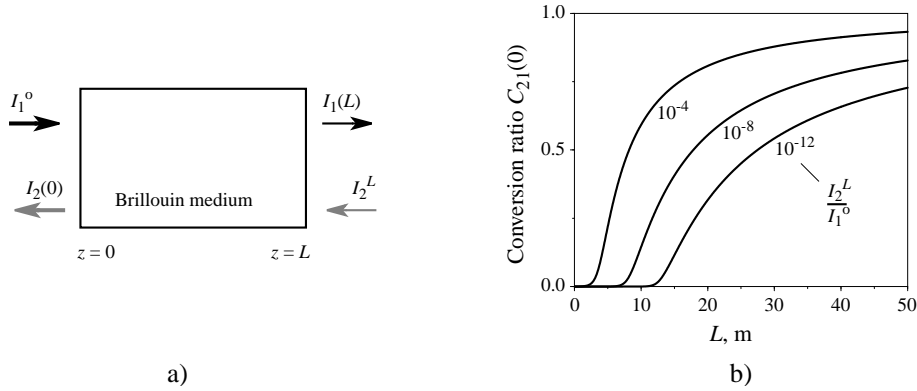 I₁ᵒ
I₁(L)
I₂(0)
Brillouin medium
I₂ᴸ
z = 0
z = L
a)
Conversion ratio C₂₁(0)
1.0
0.5
0.0
10⁻⁴
10⁻⁸
10⁻¹²
I₂ᴸ
I₁ᵒ
0
10
20
30
40
50
L, m
b)